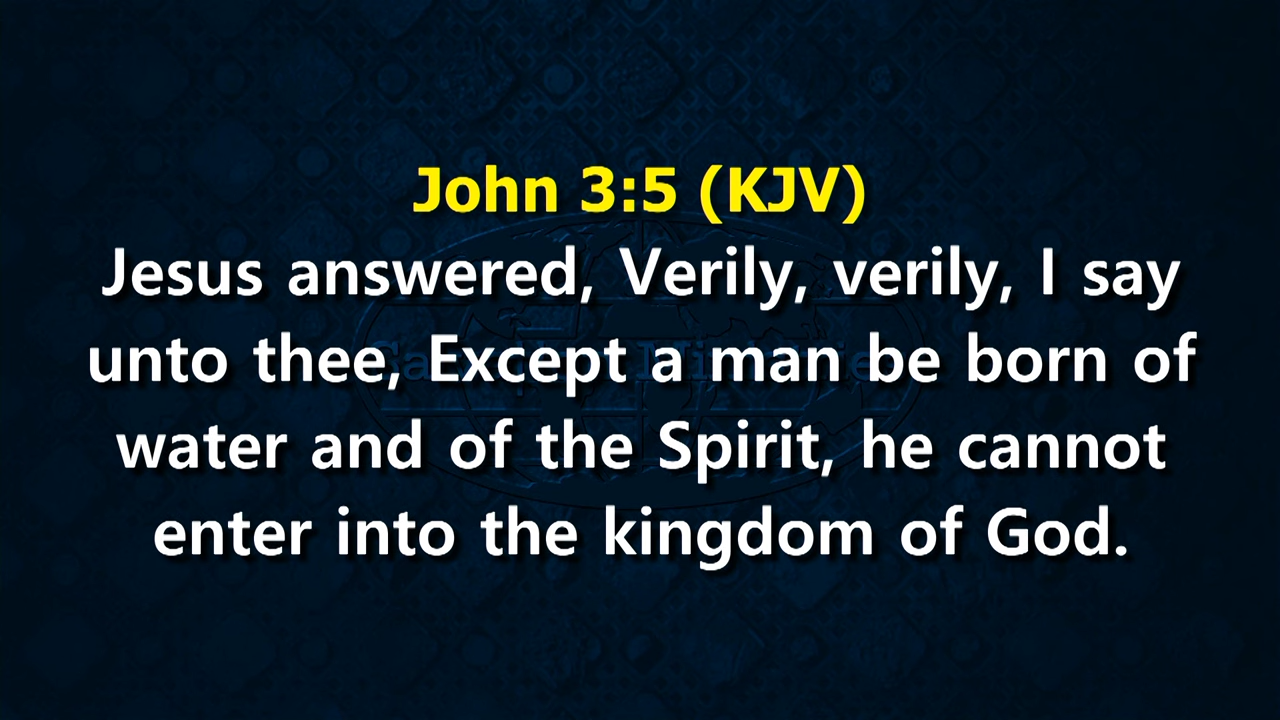 John 3:5 (KJV)
Jesus answered, Verily, verily, I say
unto thee, Except a man be born of
water and of the Spirit, he cannot
enter into the kingdom of God.